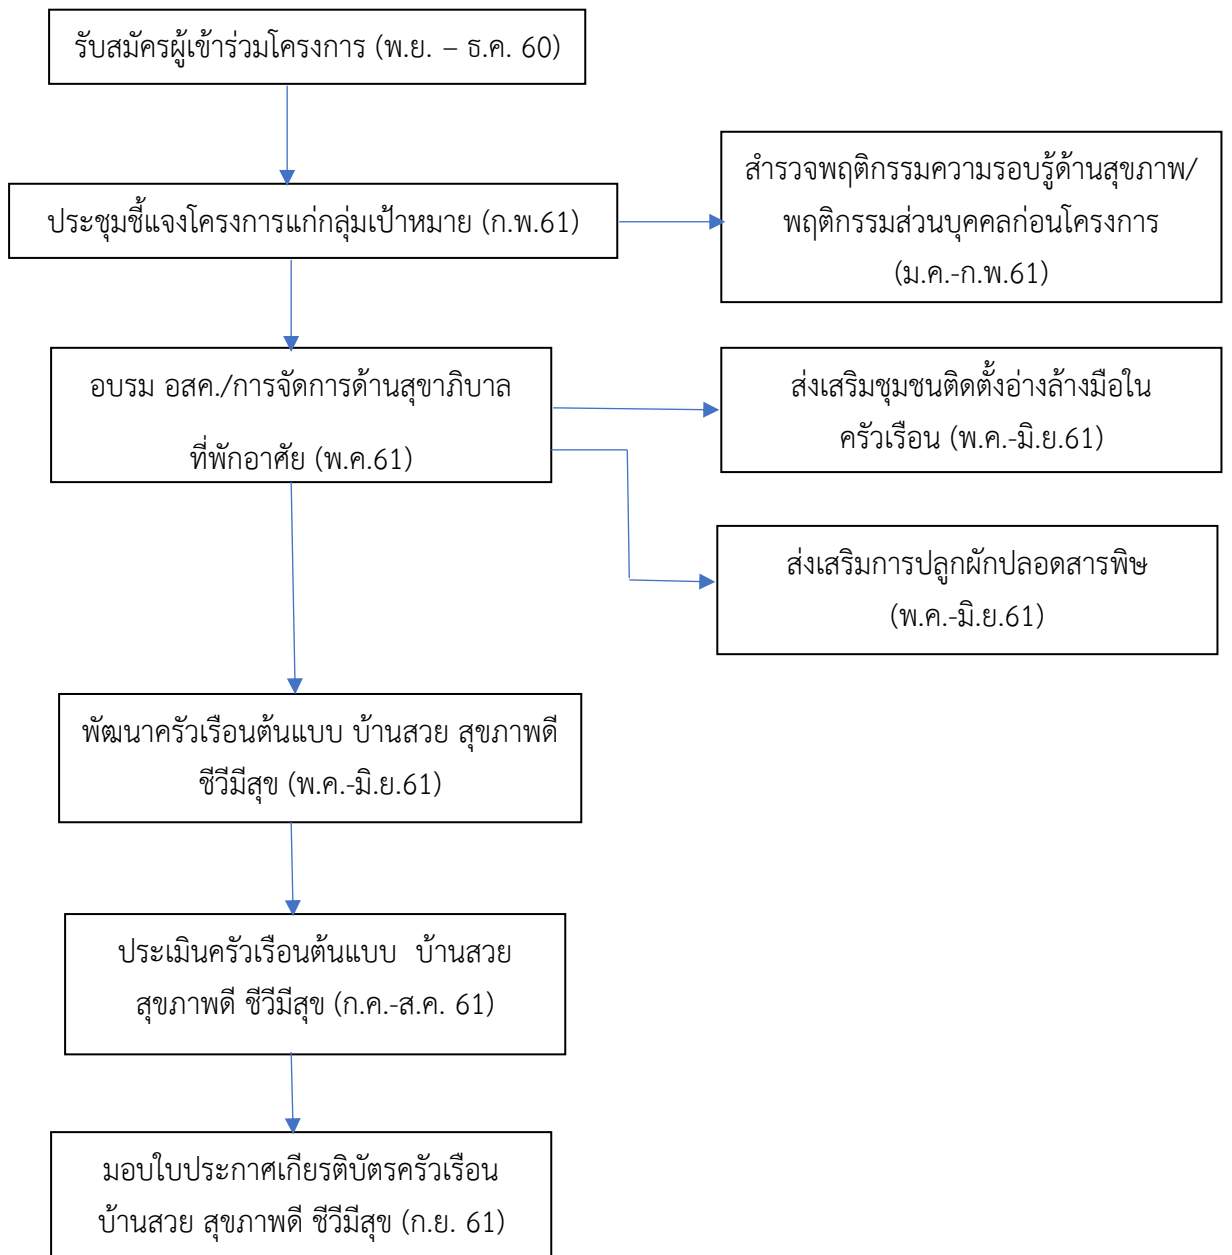 รับสมัครผู้เข้าร่วมโครงการ (พ.ย. – ธ.ค. 60)
ประชุมชี้แจงโครงการแก่กลุ่มเป้าหมาย (ก.พ.61)
สำรวจพฤติกรรมความรอบรู้ด้านสุขภาพ/
พฤติกรรมส่วนบุคคลก่อนโครงการ
(ม.ค.-ก.พ.61)
อบรม อสค./การจัดการด้านสุขาภิบาล
ที่พักอาศัย (พ.ค.61)
ส่งเสริมชุมชนติดตั้งอ่างล้างมือใน
ครัวเรือน (พ.ค.-มิ.ย.61)
ส่งเสริมการปลูกผักปลอดสารพิษ
(พ.ค.-มิ.ย.61)
พัฒนาครัวเรือนต้นแบบ บ้านสวย สุขภาพดี
ชีวีมีสุข (พ.ค.-มิ.ย.61)
ประเมินครัวเรือนต้นแบบ  บ้านสวย
สุขภาพดี ชีวีมีสุข (ก.ค.-ส.ค. 61)
มอบใบประกาศเกียรติบัตรครัวเรือน
บ้านสวย สุขภาพดี ชีวีมีสุข (ก.ย. 61)